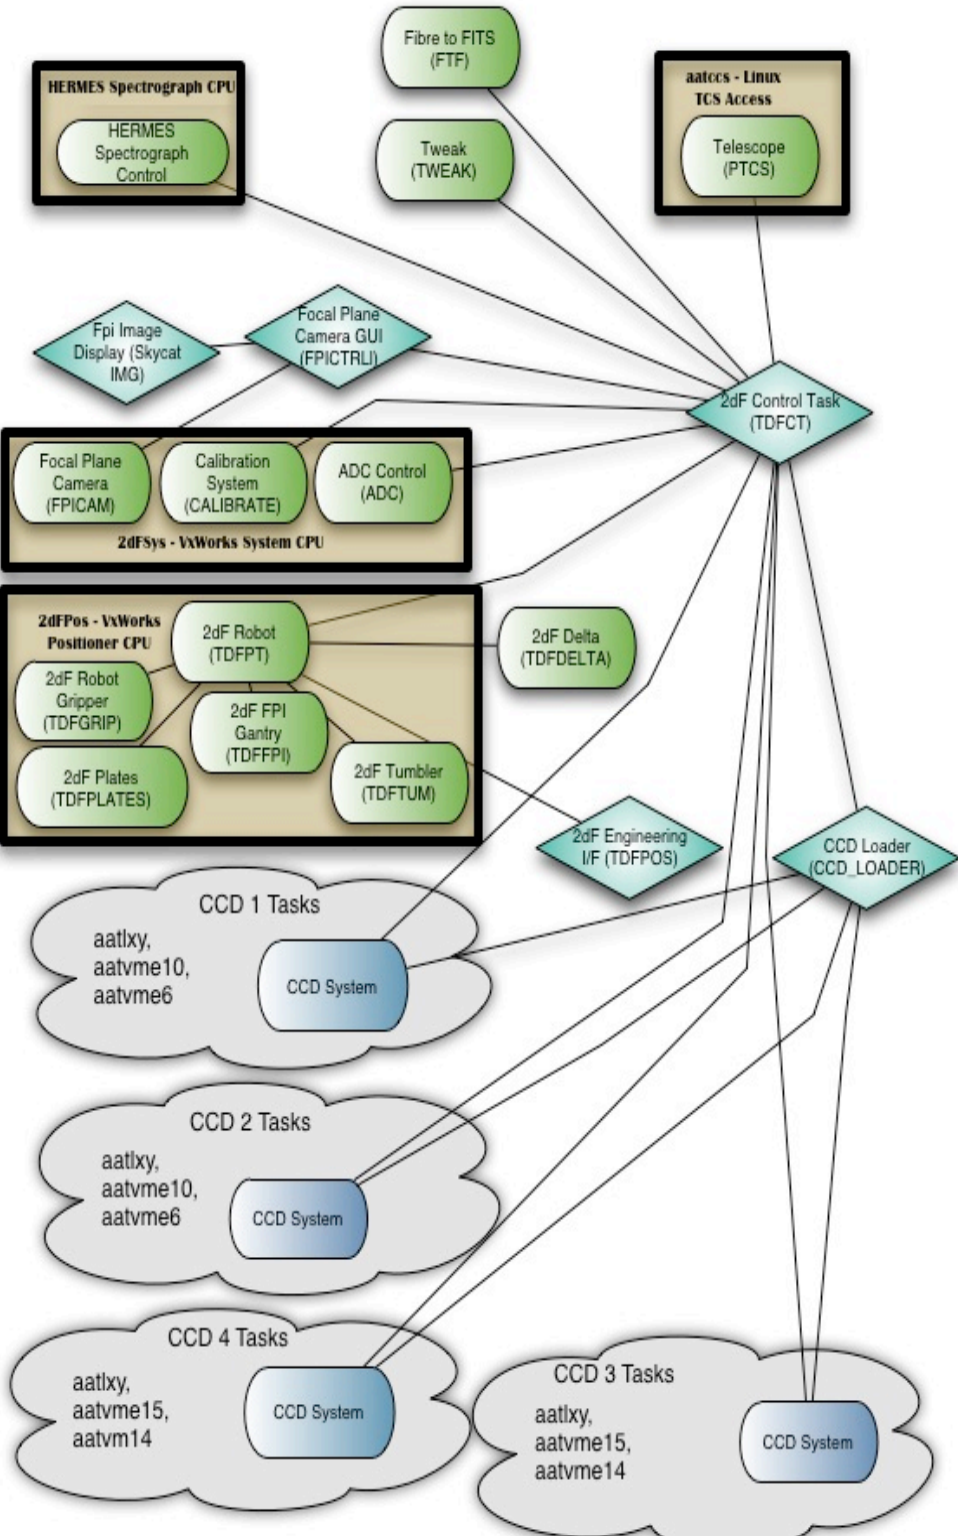 Fibre to FITS
(FTF)
HERMES Spectrograph CPU
HERMES
Spectrograph
Control
Tweak
(TWEAK)
aatccs - Linux
TCS Access
Telescope
(PTCS)
Fpi Image
Display (Skycat
IMG)
Focal Plane
Camera GUI
(FPICTRLI)
2dF Control Task
(TDFCT)
Focal Plane
Camera
(FPICAM)
Calibration
System
(CALIBRATE)
ADC Control
(ADC)
2dFSys - VxWorks System CPU
2dFPos - VxWorks
Positioner CPU
2dF Robot
(TDFPT)
2dF Delta
(TDFDELTA)
2dF Robot
Gripper
(TDFGRIP)
2dF FPI
Gantry
(TDFFPI)
2dF Plates
(TDFPLATES)
2dF Tumbler
(TDFTUM)
2dF Engineering
I/F (TDFPOS)
CCD Loader
(CCD_LOADER)
CCD 1 Tasks
aatlxy,
aatvme10,
aatvme6
CCD System
CCD 2 Tasks
aatlxy,
aatvme10,
aatvme6
CCD System
CCD 4 Tasks
aatlxy,
aatvme15,
aatvm14
CCD System
CCD 3 Tasks
aatlxy,
aatvme15,
aatvme14
CCD System